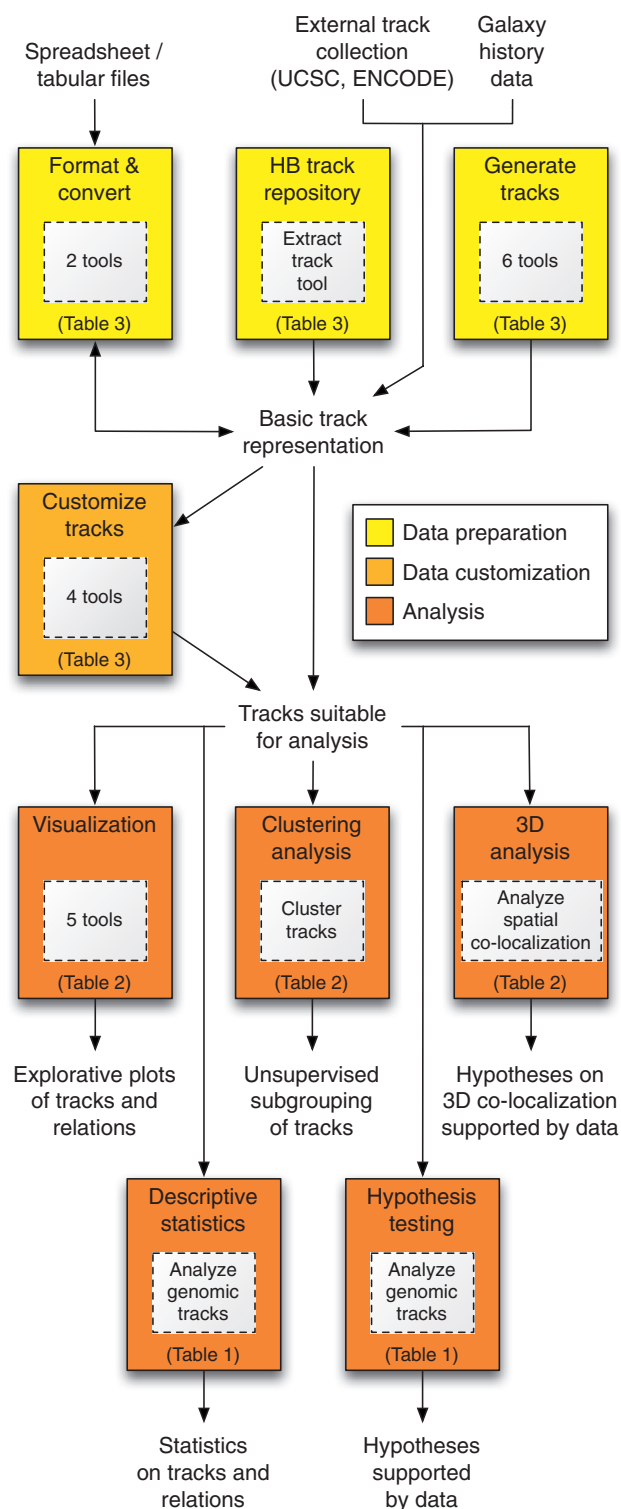 Spreadsheet /
tabular files
External track
collection
(UCSC, ENCODE)
Galaxy
history
data
Format &
convert
2 tools
(Table 3)
HB track
repository
Extract
track
tool
(Table 3)
Generate
tracks
6 tools
(Table 3)
Basic track
representation
Customize
tracks
4 tools
(Table 3)
Data preparation
Data customization
Analysis
Tracks suitable
for analysis
Visualization
5 tools
(Table 2)
Clustering
analysis
Cluster
tracks
(Table 2)
3D
analysis
Analyze
spatial
co-localization
(Table 2)
Explorative plots
of tracks and
relations
Unsupervised
subgrouping
of tracks
Hypotheses on
3D co-localization
supported by data
Descriptive
statistics
Analyze
genomic
tracks
(Table 1)
Hypothesis
testing
Analyze
genomic
tracks
(Table 1)
Statistics
on tracks and
relations
Hypotheses
supported
by data